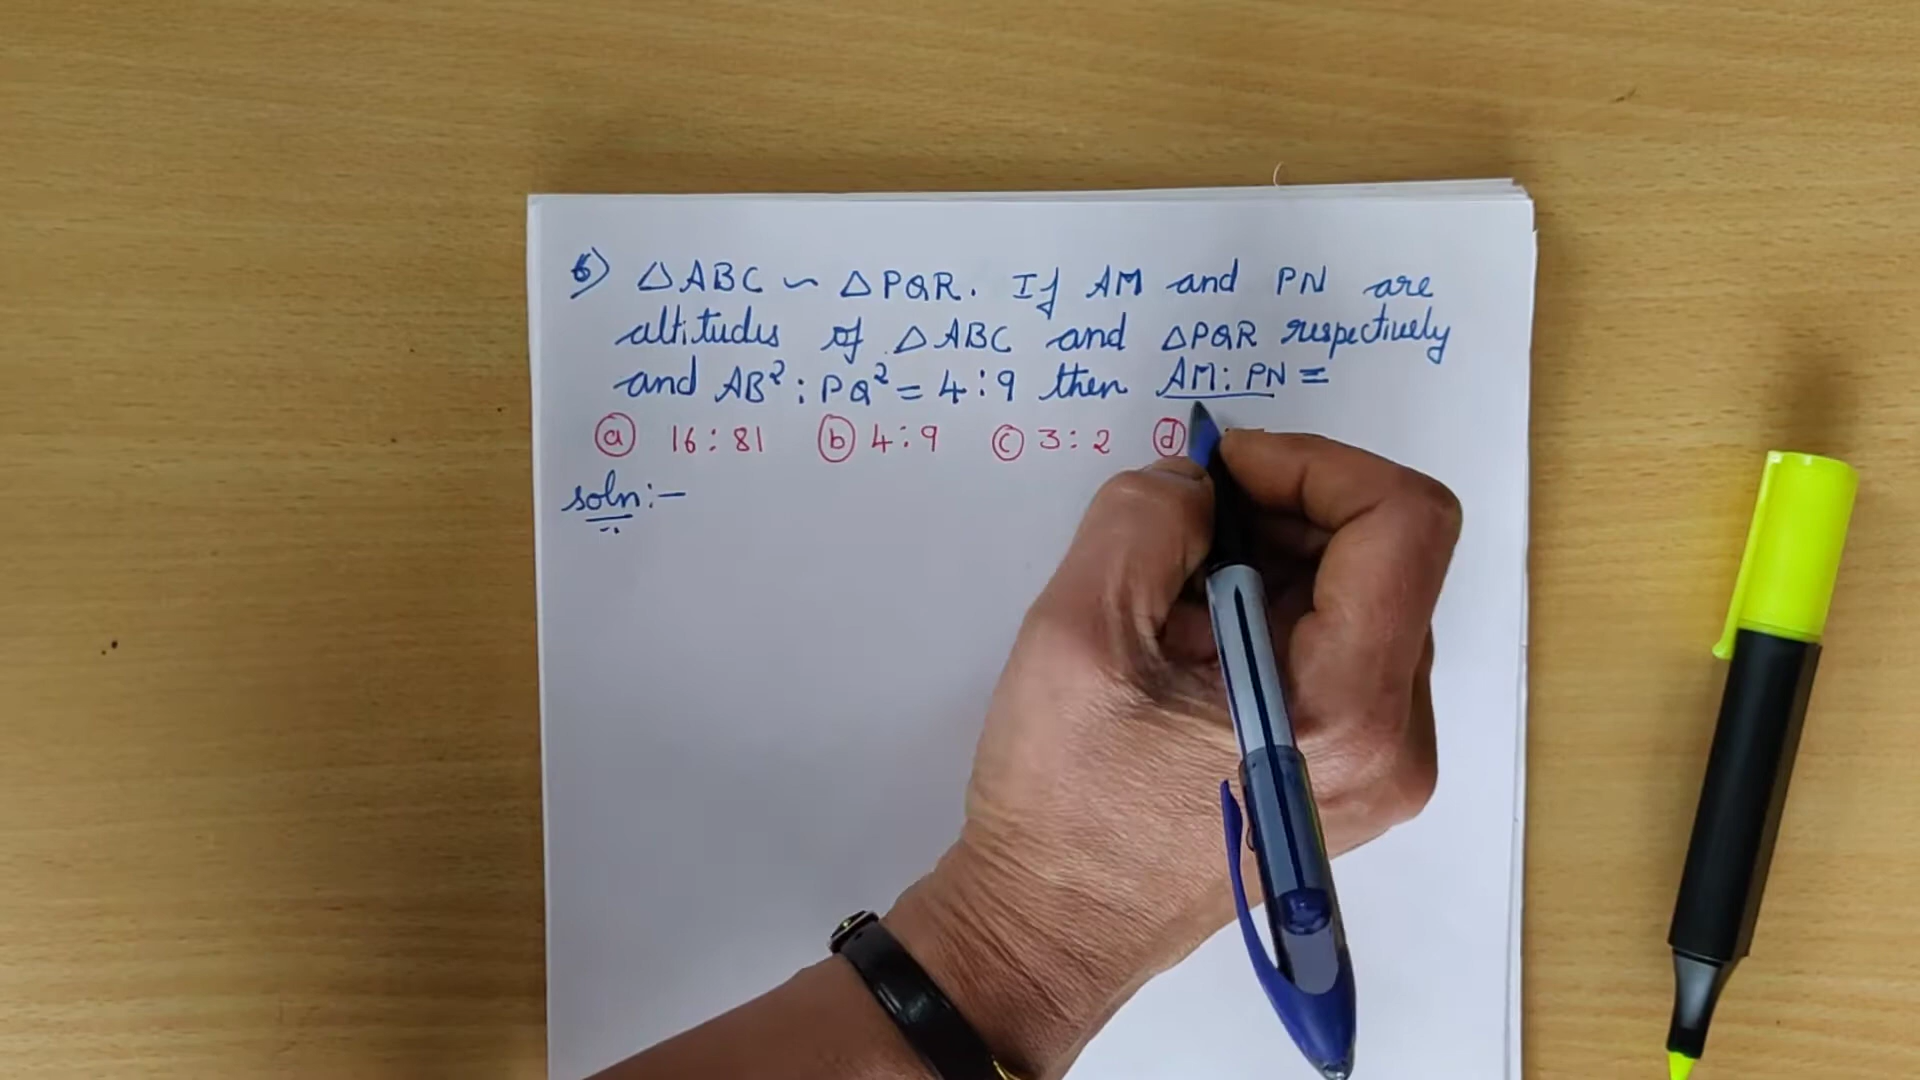 6) △ABC ~ △PQR. If AM and PN are
altitudes of △ABC and △PQR respectively
and AB² : PQ² = 4 : 9 then AM : PN =
(a) 16 : 81 (b) 4 : 9 (c) 3 : 2 (d)
soln :-